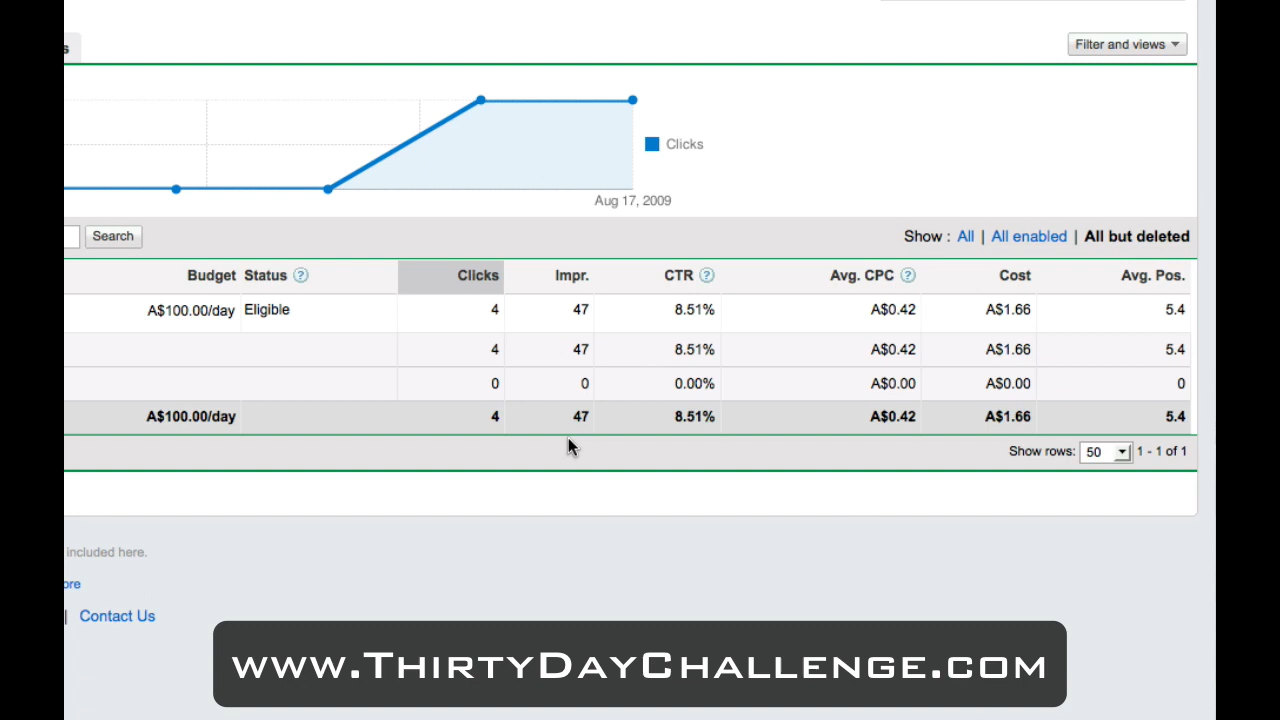 s
Filter and views
Clicks
Aug 17, 2009
Search
Show : All | All enabled | All but deleted
Budget Status ? Clicks Impr. CTR ? Avg. CPC ? Cost Avg. Pos.
A$100.00/day Eligible 4 47 8.51% A$0.42 A$1.66 5.4
4 47 8.51% A$0.42 A$1.66 5.4
0 0 0.00% A$0.00 A$0.00 0
A$100.00/day 4 47 8.51% A$0.42 A$1.66 5.4
Show rows: 50 1 - 1 of 1
included here.
ore
| Contact Us
www.ThirtyDayChallenge.com